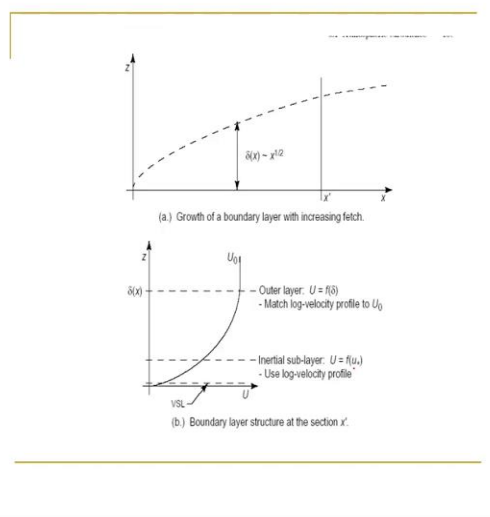 z
δ(x) ~ x^1/2
x'
x
(a.) Growth of a boundary layer with increasing fetch.
z
U₀
δ(x)
Outer layer: U = f(δ)
- Match log-velocity profile to U₀
Inertial sub-layer: U = f(u*)
- Use log-velocity profile
U
VSL
(b.) Boundary layer structure at the section x'.